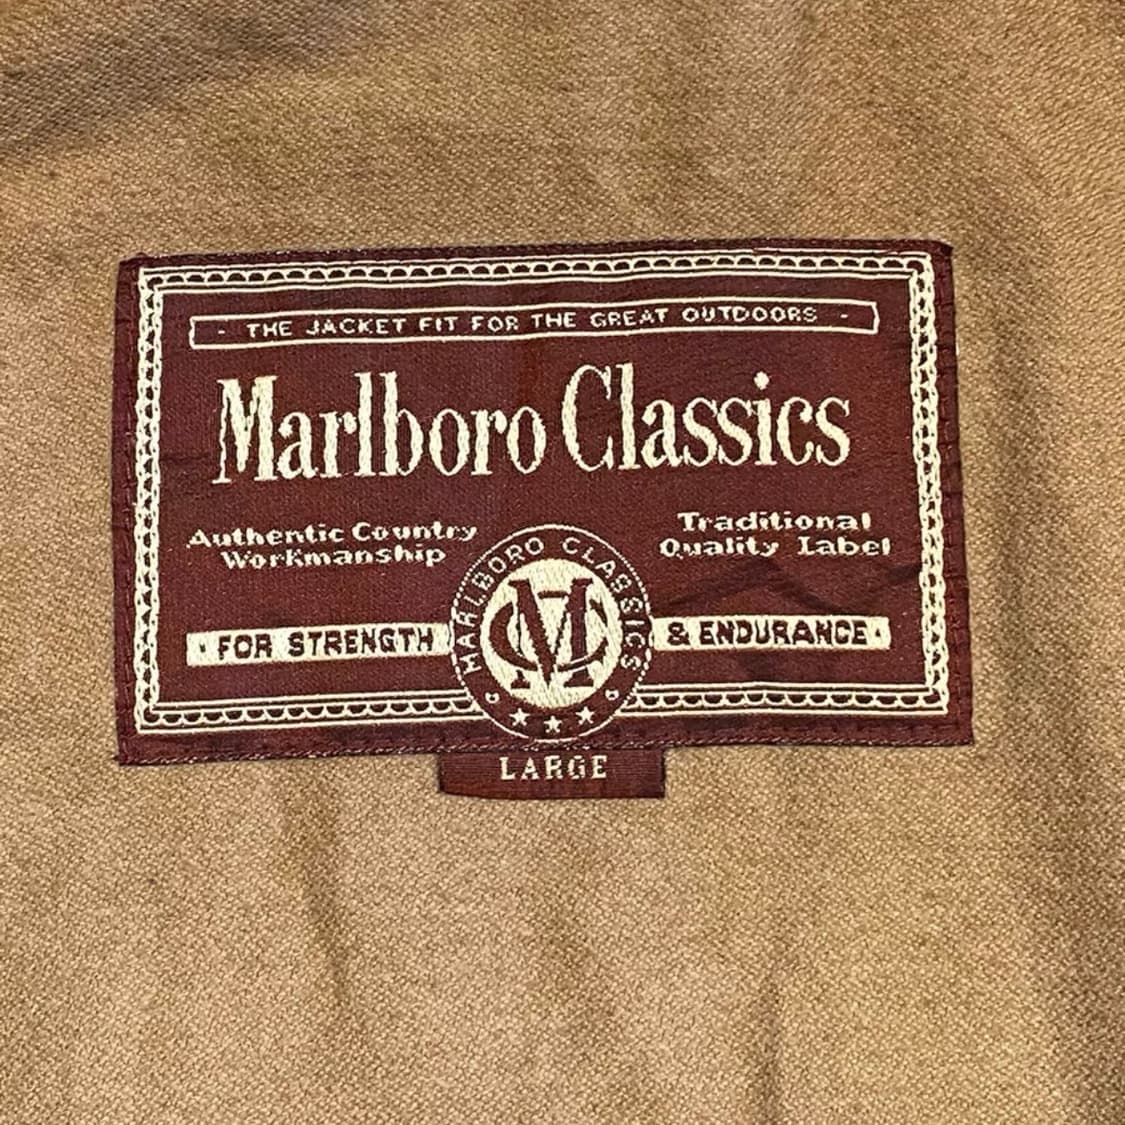 - THE JACKET FIT FOR THE GREAT OUTDOORS -
Marlboro Classics
Authentic Country
Workmanship
Traditional
Quality Label
MARLBORO CLASSICS
MC
· FOR STRENGTH
& ENDURANCE ·
LARGE